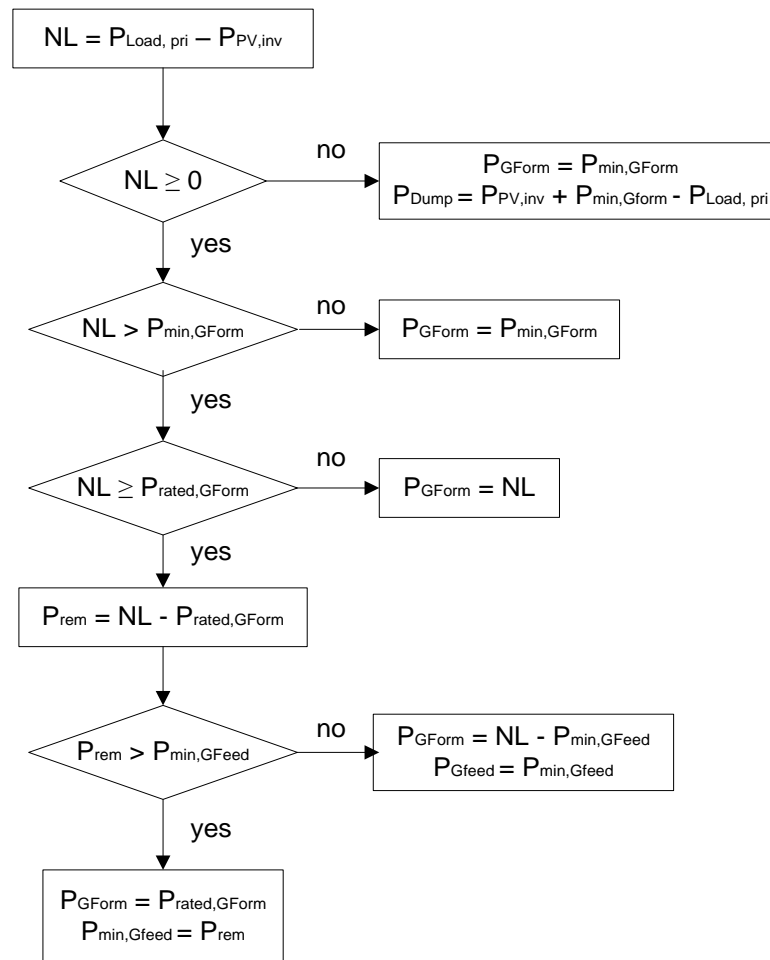 NL = PLoad, pri – PPV,inv
no
NL ≥ 0
PGForm = Pmin,GForm
PDump = PPV,inv + Pmin,Gform - PLoad, pri
yes
no
NL > Pmin,GForm
PGForm = Pmin,GForm
yes
no
NL ≥ Prated,GForm
PGForm = NL
yes
Prem = NL - Prated,GForm
no
Prem > Pmin,GFeed
PGForm = NL - Pmin,GFeed
PGfeed = Pmin,Gfeed
yes
PGForm = Prated,GForm
Pmin,Gfeed = Prem